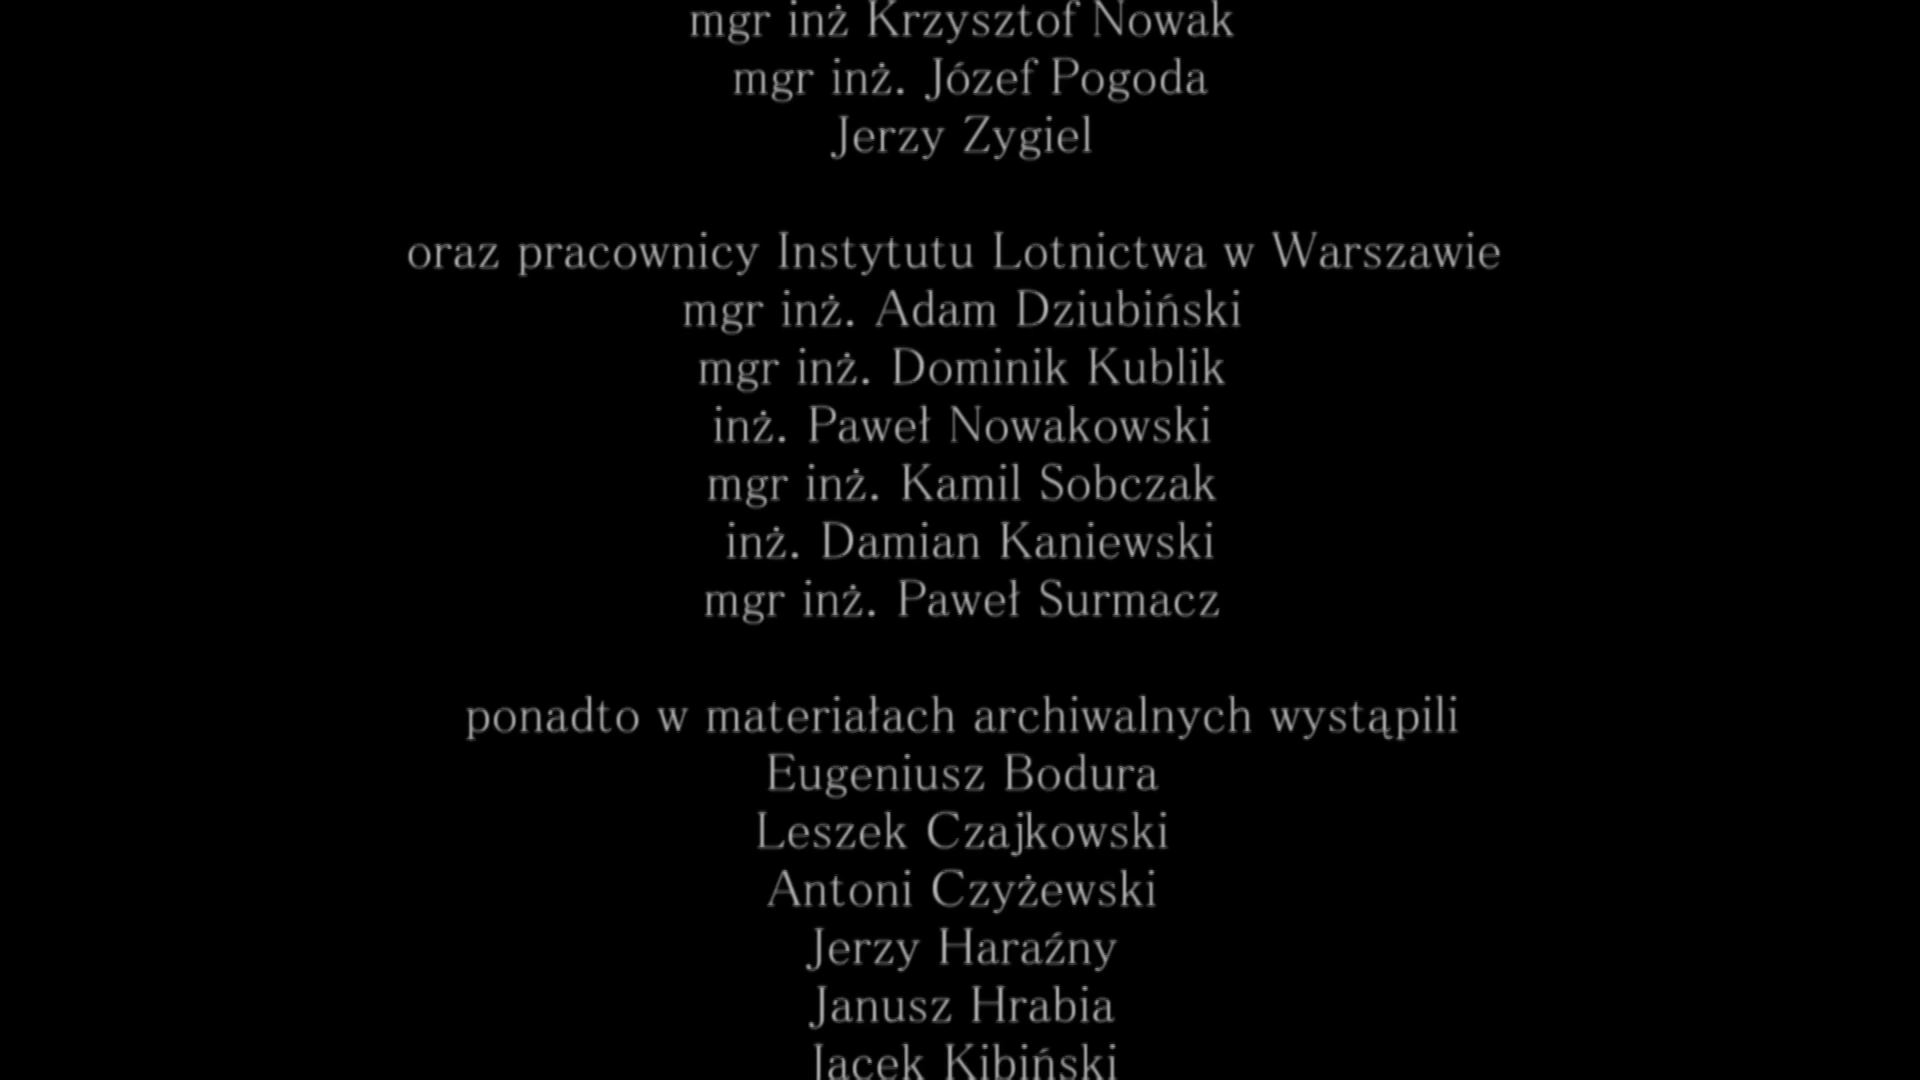 mgr inż Krzysztof Nowak
mgr inż. Józef Pogoda
Jerzy Zygiel
oraz pracownicy Instytutu Lotnictwa w Warszawie
mgr inż. Adam Dziubiński
mgr inż. Dominik Kublik
inż. Paweł Nowakowski
mgr inż. Kamil Sobczak
inż. Damian Kaniewski
mgr inż. Paweł Surmacz
ponadto w materiałach archiwalnych wystąpili
Eugeniusz Bodura
Leszek Czajkowski
Antoni Czyżewski
Jerzy Haraźny
Janusz Hrabia
Jacek Kibiński